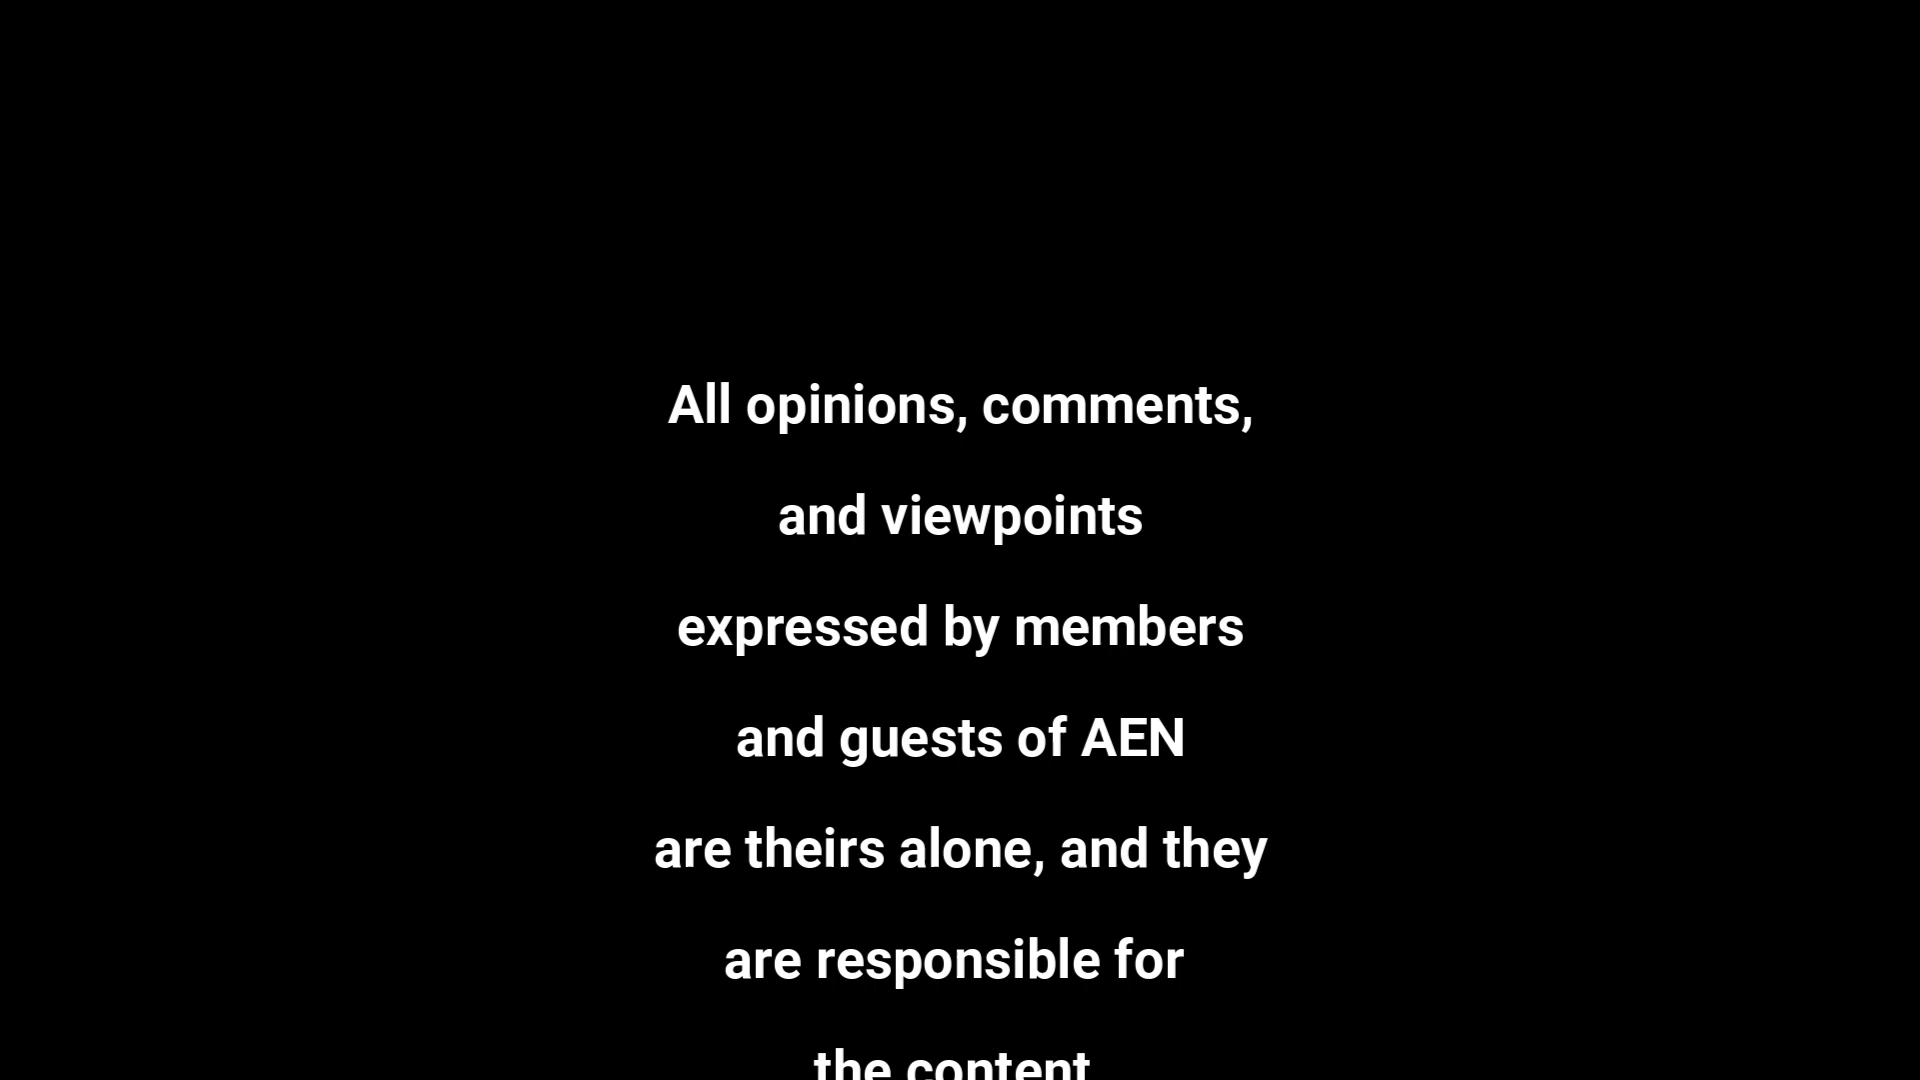 All opinions, comments,
and viewpoints
expressed by members
and guests of AEN
are theirs alone, and they
are responsible for
the content